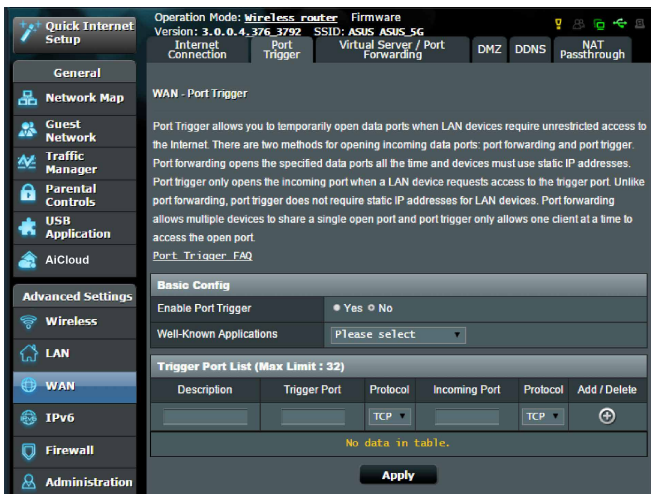 Quick Internet
Setup
General
Network Map
Guest
Network
Traffic
Manager
Parental
Controls
USB
Application
AiCloud
Advanced Settings
Wireless
LAN
WAN
IPv6
Firewall
Administration
Operation Mode: Wireless router Firmware
Version: 3.0.0.4_376_3792 SSID: ASUS ASUS_5G
Internet
Connection
Port
Trigger
Virtual Server / Port
Forwarding
DMZ
DDNS
NAT
Passthrough
WAN - Port Trigger
Port Trigger allows you to temporarily open data ports when LAN devices require unrestricted access to
the Internet. There are two methods for opening incoming data ports: port forwarding and port trigger.
Port forwarding opens the specified data ports all the time and devices must use static IP addresses.
Port trigger only opens the incoming port when a LAN device requests access to the trigger port. Unlike
port forwarding, port trigger does not require static IP addresses for LAN devices. Port forwarding
allows multiple devices to share a single open port and port trigger only allows one client at a time to
access the open port.
Port Trigger FAQ
Basic Config
Enable Port Trigger Yes No
Well-Known Applications Please select
Trigger Port List (Max Limit : 32)
Description Trigger Port Protocol Incoming Port Protocol Add / Delete
TCP TCP
No data in table.
Apply